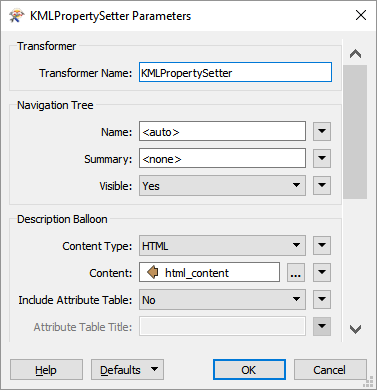 KMLPropertySetter Parameters
Transformer
Transformer Name: KMLPropertySetter
Navigation Tree
Name: <auto>
Summary: <none>
Visible: Yes
Description Balloon
Content Type: HTML
Content: html_content ...
Include Attribute Table: No
Attribute Table Title:
Help Defaults OK Cancel